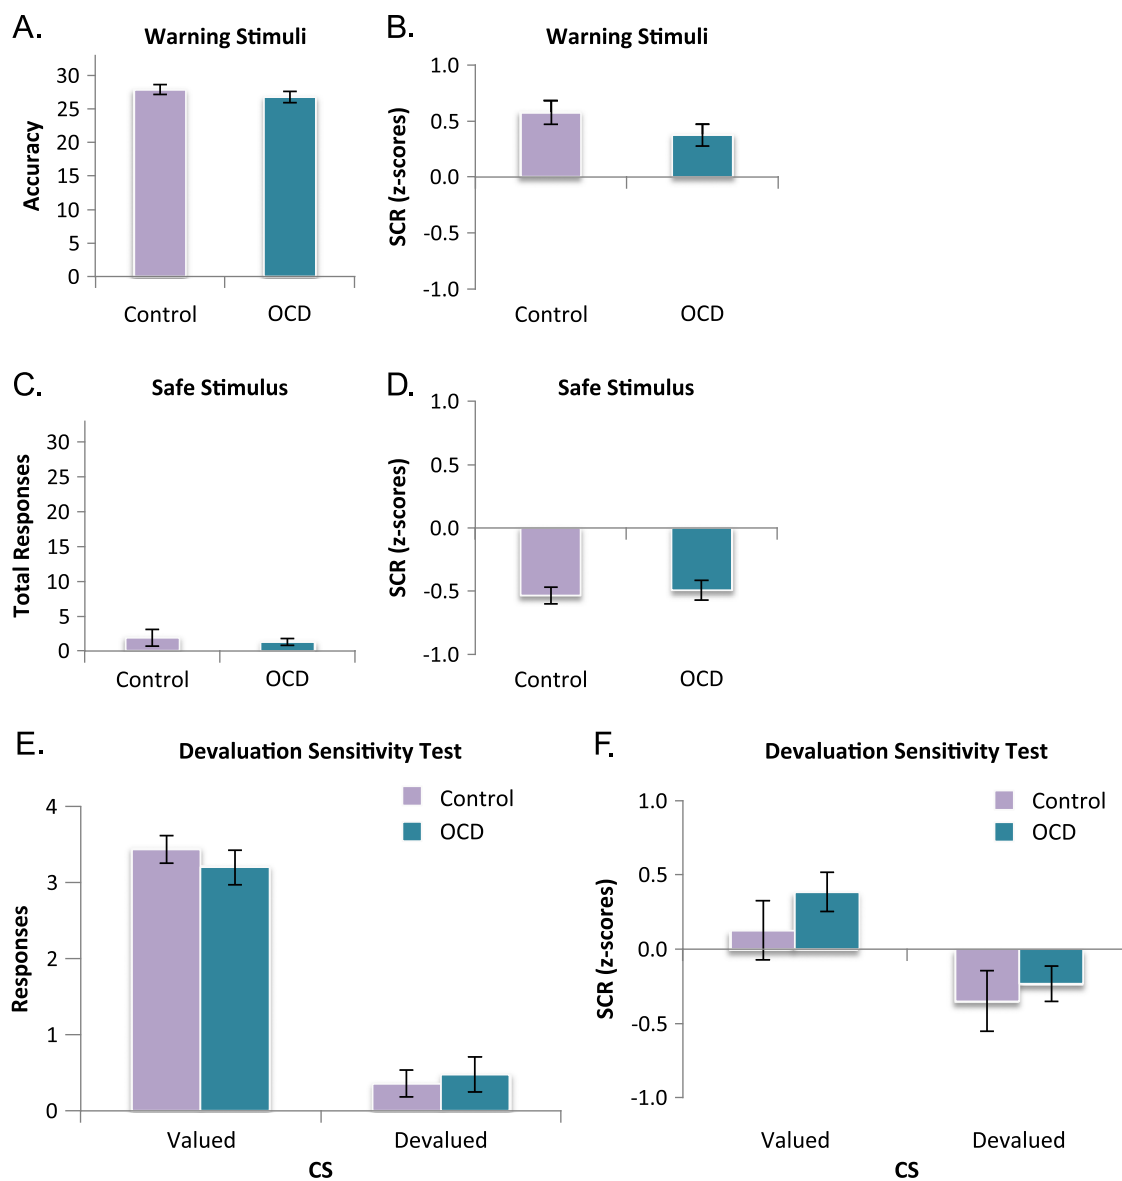 A.
Warning Stimuli
Accuracy
30
25
20
15
10
5
0
Control
OCD
B.
Warning Stimuli
SCR (z-scores)
1.0
0.5
0.0
-0.5
-1.0
Control
OCD
C.
Safe Stimulus
Total Responses
30
25
20
15
10
5
0
Control
OCD
D.
Safe Stimulus
SCR (z-scores)
1.0
0.5
0.0
-0.5
-1.0
Control
OCD
E.
Devaluation Sensitivity Test
Control
OCD
Responses
4
3
2
1
0
Valued
Devalued
CS
F.
Devaluation Sensitivity Test
Control
OCD
SCR (z-scores)
1.0
0.5
0.0
-0.5
-1.0
Valued
Devalued
CS